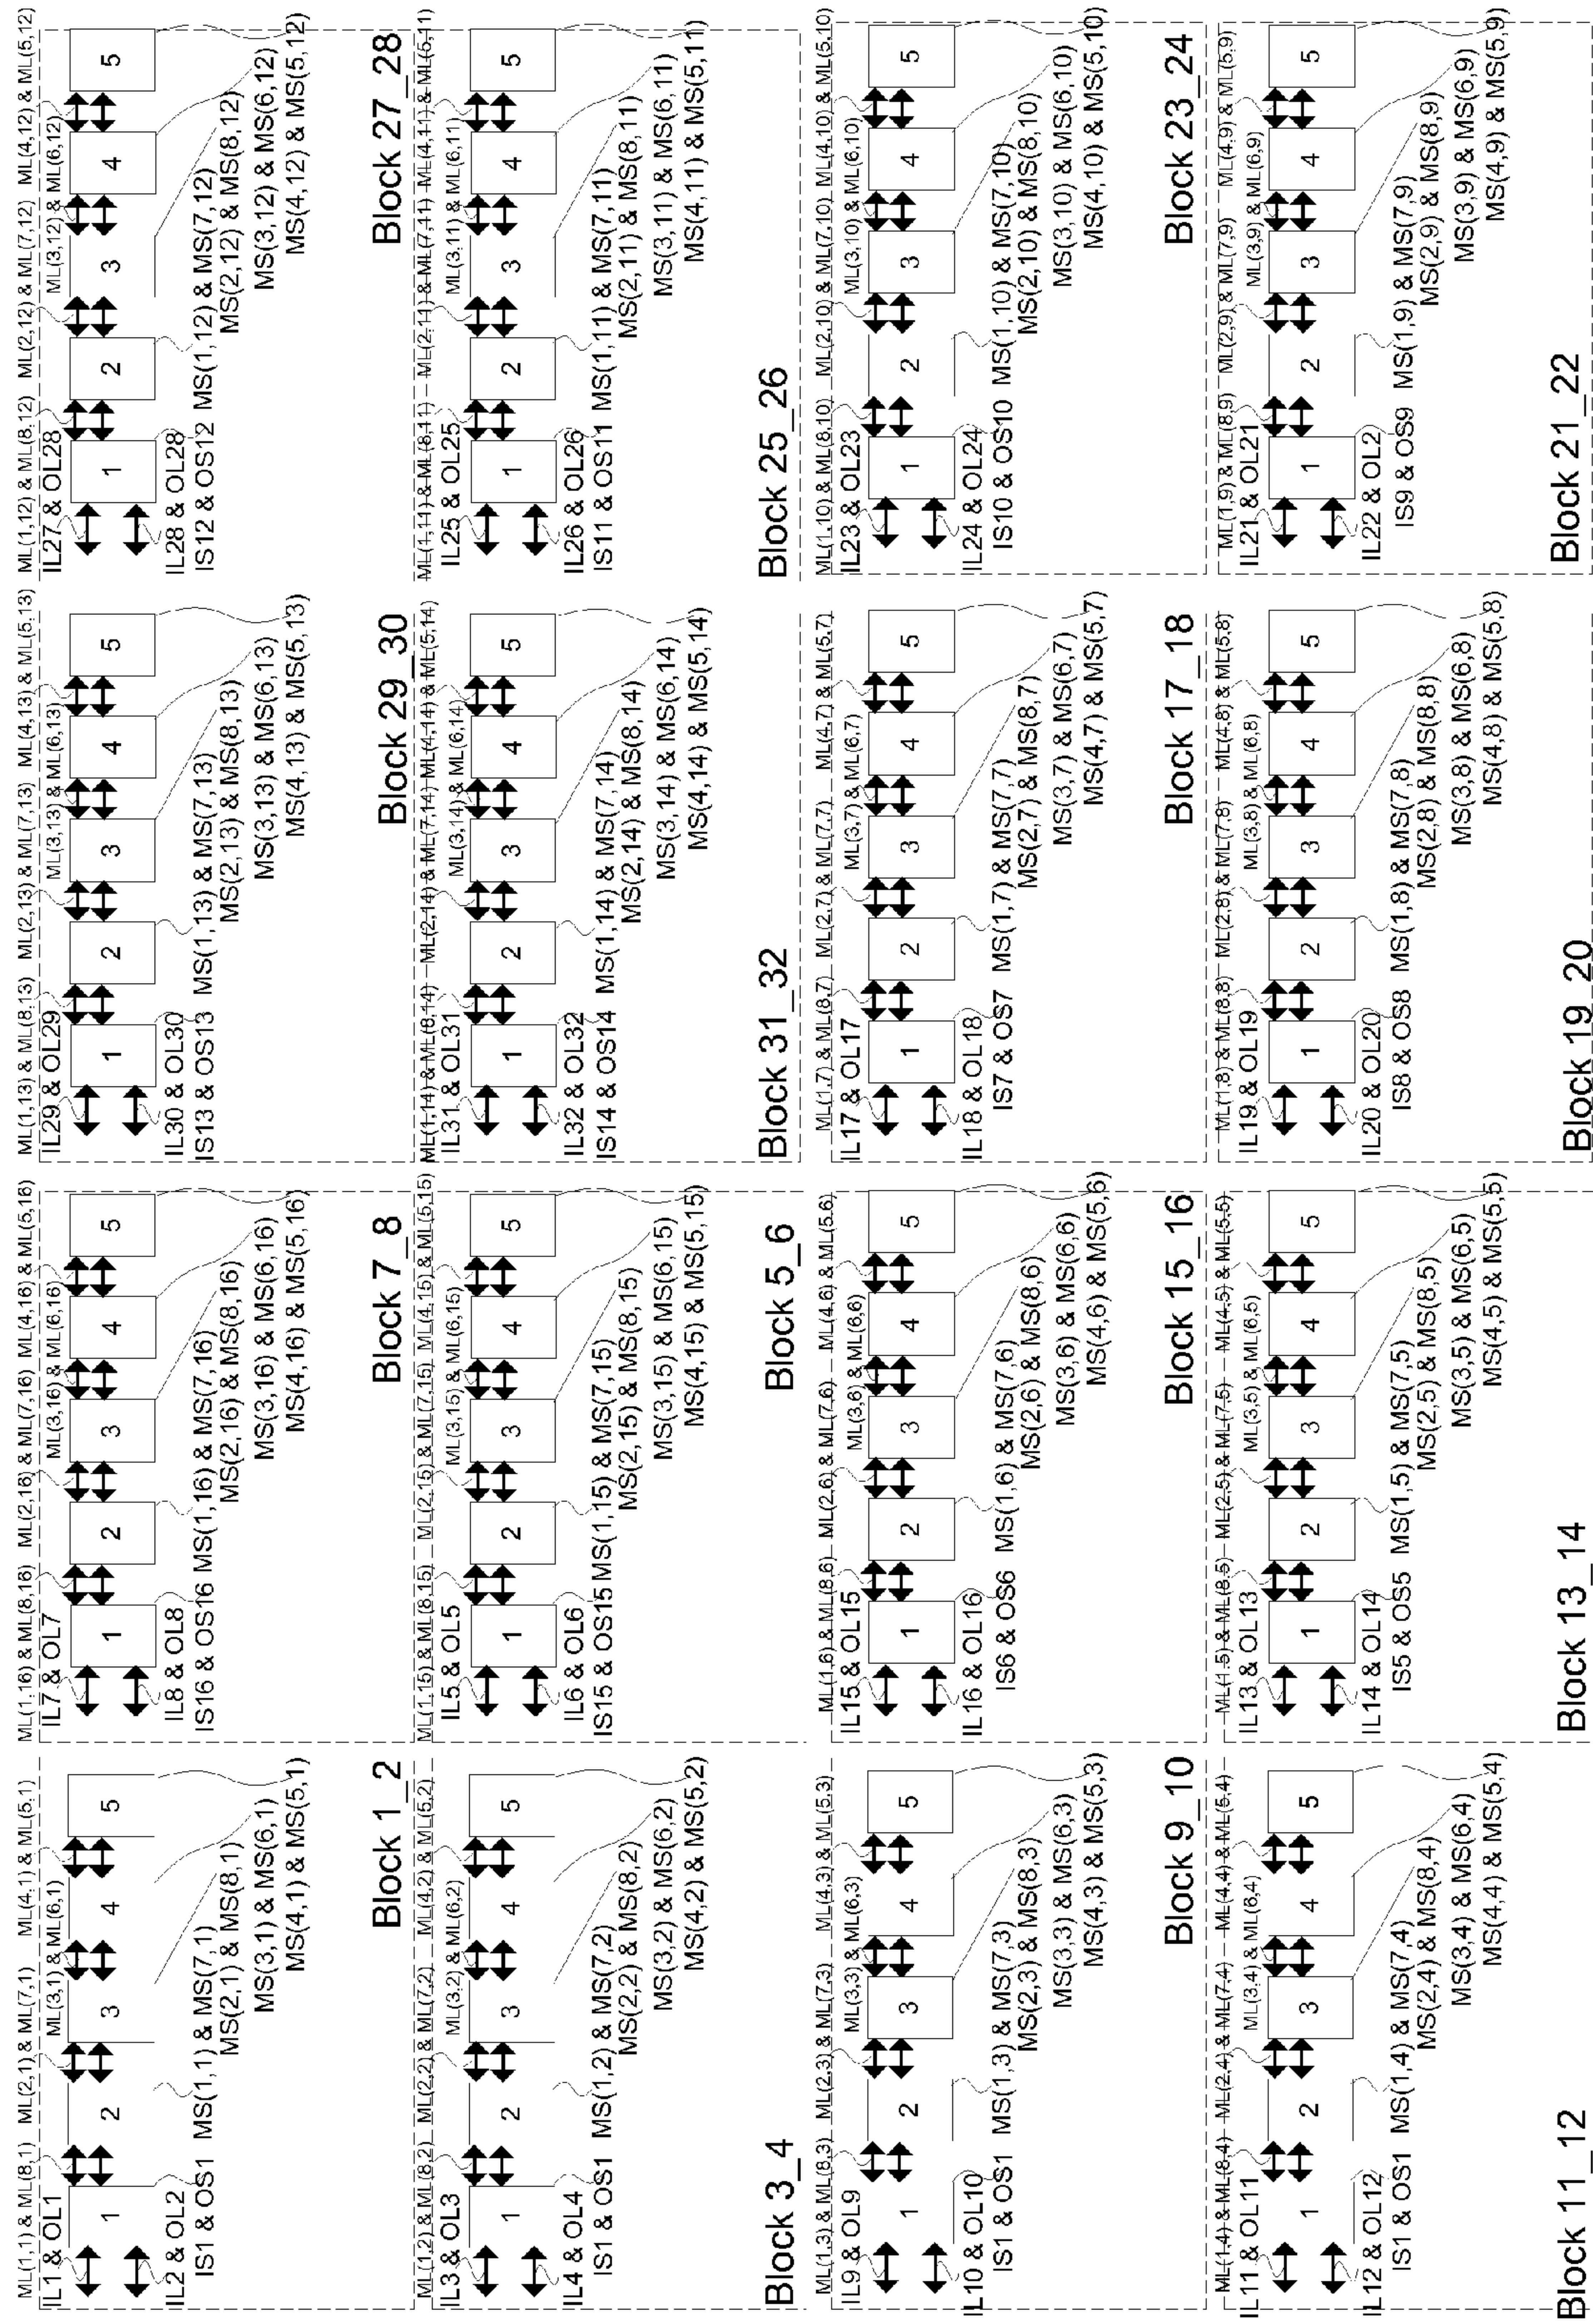 ML(1,1) & ML(8,1) ML(2,1) & ML(7,1) ML(4,1) & ML(5,1)
IL1 & OL1 ML(3,1) & ML(6,1)
1 2 3 4 5
IL2 & OL2
IS1 & OS1 MS(1,1) & MS(7,1)
MS(2,1) & MS(8,1)
MS(3,1) & MS(6,1)
MS(4,1) & MS(5,1)
Block 1_2
ML(1,16) & ML(8,16) ML(2,16) & ML(7,16) ML(4,16) & ML(5,16)
IL7 & OL7 ML(3,16) & ML(6,16)
1 2 3 4 5
IL8 & OL8
IS16 & OS16 MS(1,16) & MS(7,16)
MS(2,16) & MS(8,16)
MS(3,16) & MS(6,16)
MS(4,16) & MS(5,16)
Block 7_8
ML(1,13) & ML(8,13) ML(2,13) & ML(7,13) ML(4,13) & ML(5,13)
IL29 & OL29 ML(3,13) & ML(6,13)
1 2 3 4 5
IL30 & OL30
IS13 & OS13 MS(1,13) & MS(7,13)
MS(2,13) & MS(8,13)
MS(3,13) & MS(6,13)
MS(4,13) & MS(5,13)
Block 29_30
ML(1,12) & ML(8,12) ML(2,12) & ML(7,12) ML(4,12) & ML(5,12)
IL27 & OL28 ML(3,12) & ML(6,12)
1 2 3 4 5
IL28 & OL28
IS12 & OS12 MS(1,12) & MS(7,12)
MS(2,12) & MS(8,12)
MS(3,12) & MS(6,12)
MS(4,12) & MS(5,12)
Block 27_28
ML(1,2) & ML(8,2) ML(2,2) & ML(7,2) ML(4,2) & ML(5,2)
IL3 & OL3 ML(3,2) & ML(6,2)
1 2 3 4 5
IL4 & OL4
IS1 & OS1 MS(1,2) & MS(7,2)
MS(2,2) & MS(8,2)
MS(3,2) & MS(6,2)
MS(4,2) & MS(5,2)
Block 3_4
ML(1,15) & ML(8,15) ML(2,15) & ML(7,15) ML(4,15) & ML(5,15)
IL5 & OL5 ML(3,15) & ML(6,15)
1 2 3 4 5
IL6 & OL6
IS15 & OS15 MS(1,15) & MS(7,15)
MS(2,15) & MS(8,15)
MS(3,15) & MS(6,15)
MS(4,15) & MS(5,15)
Block 5_6
ML(1,14) & ML(8,14) ML(2,14) & ML(7,14) ML(4,14) & ML(5,14)
IL31 & OL31 ML(3,14) & ML(6,14)
1 2 3 4 5
IL32 & OL32
IS14 & OS14 MS(1,14) & MS(7,14)
MS(2,14) & MS(8,14)
MS(3,14) & MS(6,14)
MS(4,14) & MS(5,14)
Block 31_32
ML(1,11) & ML(8,11) ML(2,11) & ML(7,11) ML(4,11) & ML(5,11)
IL25 & OL25 ML(3,11) & ML(6,11)
1 2 3 4 5
IL26 & OL26
IS11 & OS11 MS(1,11) & MS(7,11)
MS(2,11) & MS(8,11)
MS(3,11) & MS(6,11)
MS(4,11) & MS(5,11)
Block 25_26
ML(1,3) & ML(8,3) ML(2,3) & ML(7,3) ML(4,3) & ML(5,3)
IL9 & OL9 ML(3,3) & ML(6,3)
1 2 3 4 5
IL10 & OL10
IS1 & OS1 MS(1,3) & MS(7,3)
MS(2,3) & MS(8,3)
MS(3,3) & MS(6,3)
MS(4,3) & MS(5,3)
Block 9_10
ML(1,6) & ML(8,6) ML(2,6) & ML(7,6) ML(4,6) & ML(5,6)
IL15 & OL15 ML(3,6) & ML(6,6)
1 2 3 4 5
IL16 & OL16
IS6 & OS6 MS(1,6) & MS(7,6)
MS(2,6) & MS(8,6)
MS(3,6) & MS(6,6)
MS(4,6) & MS(5,6)
Block 15_16
ML(1,7) & ML(8,7) ML(2,7) & ML(7,7) ML(4,7) & ML(5,7)
IL17 & OL17 ML(3,7) & ML(6,7)
1 2 3 4 5
IL18 & OL18
IS7 & OS7 MS(1,7) & MS(7,7)
MS(2,7) & MS(8,7)
MS(3,7) & MS(6,7)
MS(4,7) & MS(5,7)
Block 17_18
ML(1,10) & ML(8,10) ML(2,10) & ML(7,10) ML(4,10) & ML(5,10)
IL23 & OL23 ML(3,10) & ML(6,10)
1 2 3 4 5
IL24 & OL24
IS10 & OS10 MS(1,10) & MS(7,10)
MS(2,10) & MS(8,10)
MS(3,10) & MS(6,10)
MS(4,10) & MS(5,10)
Block 23_24
ML(1,4) & ML(8,4) ML(2,4) & ML(7,4) ML(4,4) & ML(5,4)
IL11 & OL11 ML(3,4) & ML(6,4)
1 2 3 4 5
IL12 & OL12
IS1 & OS1 MS(1,4) & MS(7,4)
MS(2,4) & MS(8,4)
MS(3,4) & MS(6,4)
MS(4,4) & MS(5,4)
Block 11_12
ML(1,5) & ML(8,5) ML(2,5) & ML(7,5) ML(4,5) & ML(5,5)
IL13 & OL13 ML(3,5) & ML(6,5)
1 2 3 4 5
IL14 & OL14
IS5 & OS5 MS(1,5) & MS(7,5)
MS(2,5) & MS(8,5)
MS(3,5) & MS(6,5)
MS(4,5) & MS(5,5)
Block 13_14
ML(1,8) & ML(8,8) ML(2,8) & ML(7,8) ML(4,8) & ML(5,8)
IL19 & OL19 ML(3,8) & ML(6,8)
1 2 3 4 5
IL20 & OL20
IS8 & OS8 MS(1,8) & MS(7,8)
MS(2,8) & MS(8,8)
MS(3,8) & MS(6,8)
MS(4,8) & MS(5,8)
Block 19_20
ML(1,9) & ML(8,9) ML(2,9) & ML(7,9) ML(4,9) & ML(5,9)
IL21 & OL21 ML(3,9) & ML(6,9)
1 2 3 4 5
IL22 & OL2
IS9 & OS9 MS(1,9) & MS(7,9)
MS(2,9) & MS(8,9)
MS(3,9) & MS(6,9)
MS(4,9) & MS(5,9)
Block 21_22